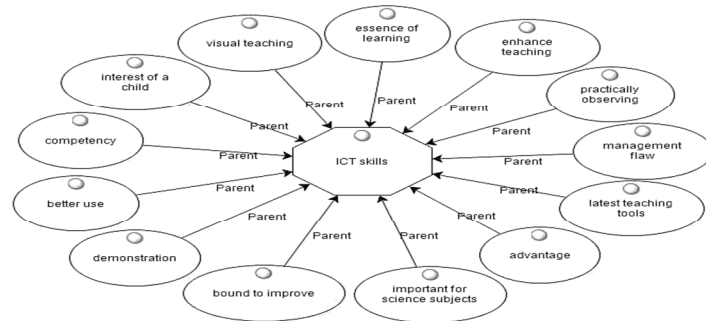 essence of
learning
visual teaching
enhance
teaching
interest of a
child
practically
observing
Parent
Parent
Parent
Parent
Parent
competency
Parent
ICT skills
Parent
management
flaw
better use
Parent
Parent
latest teaching
tools
demonstration
Parent
Parent
Parent
Parent
advantage
bound to improve
important for
science subjects